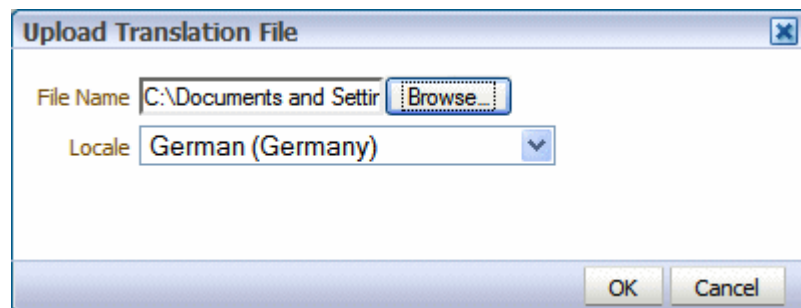 Upload Translation File
File Name C:\Documents and Settir Browse...
Locale German (Germany)
OK Cancel